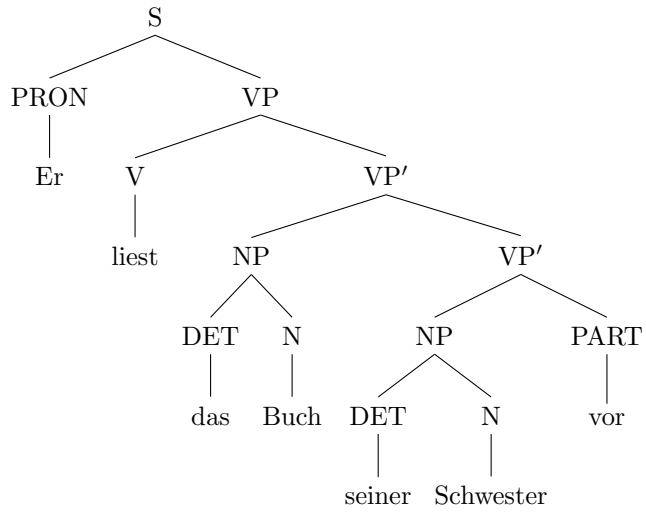 S
PRON VP
Er V VP′
liest NP VP′
DET N NP PART
das Buch DET N vor
seiner Schwester